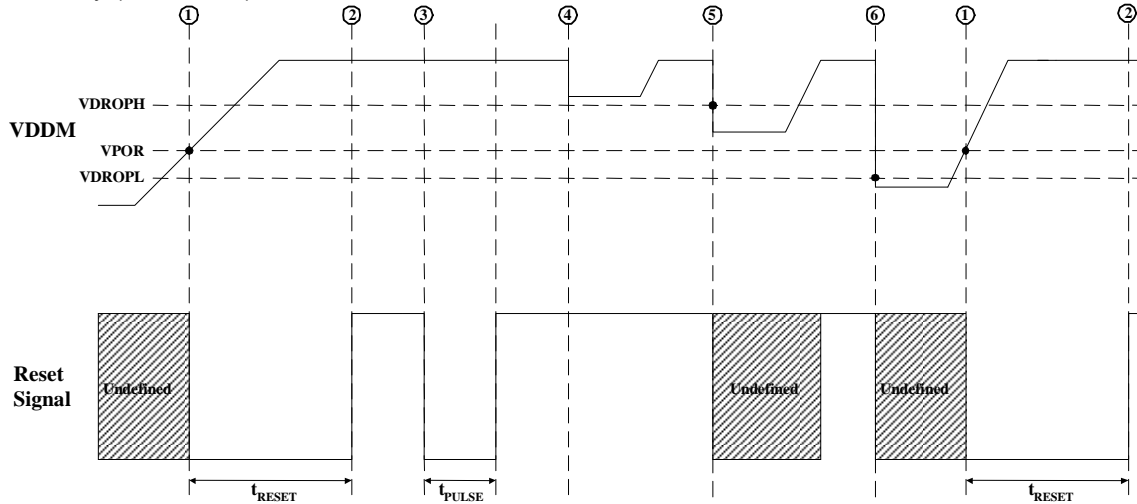 1 2 3 4 5 6 1 2
VDROPH
VDDM
VPOR
VDROPL
Undefined Undefined Undefined
Reset
Signal
tRESET tPULSE tRESET